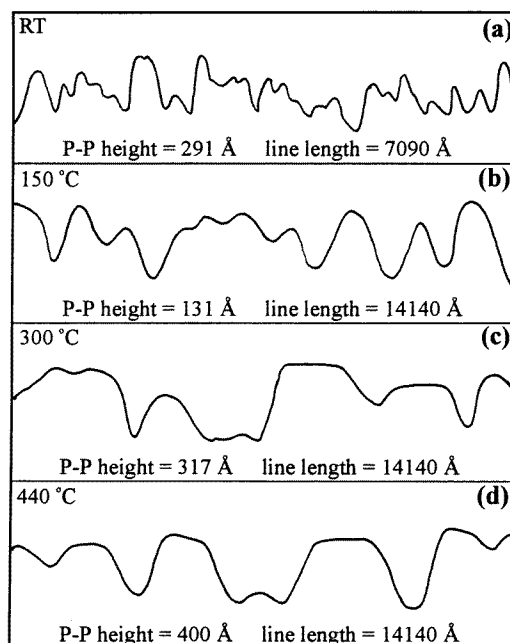 RT (a)
P-P height = 291 Å line length = 7090 Å
150 °C (b)
P-P height = 131 Å line length = 14140 Å
300 °C (c)
P-P height = 317 Å line length = 14140 Å
440 °C (d)
P-P height = 400 Å line length = 14140 Å